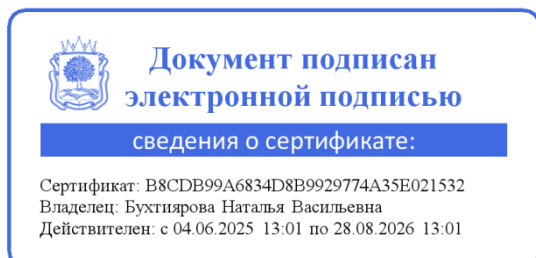 Документ подписан
электронной подписью
сведения о сертификате:
Сертификат: B8CDB99A6834D8B9929774A35E021532
Владелец: Бухтиярова Наталья Васильевна
Действителен: с 04.06.2025 13:01 по 28.08.2026 13:01